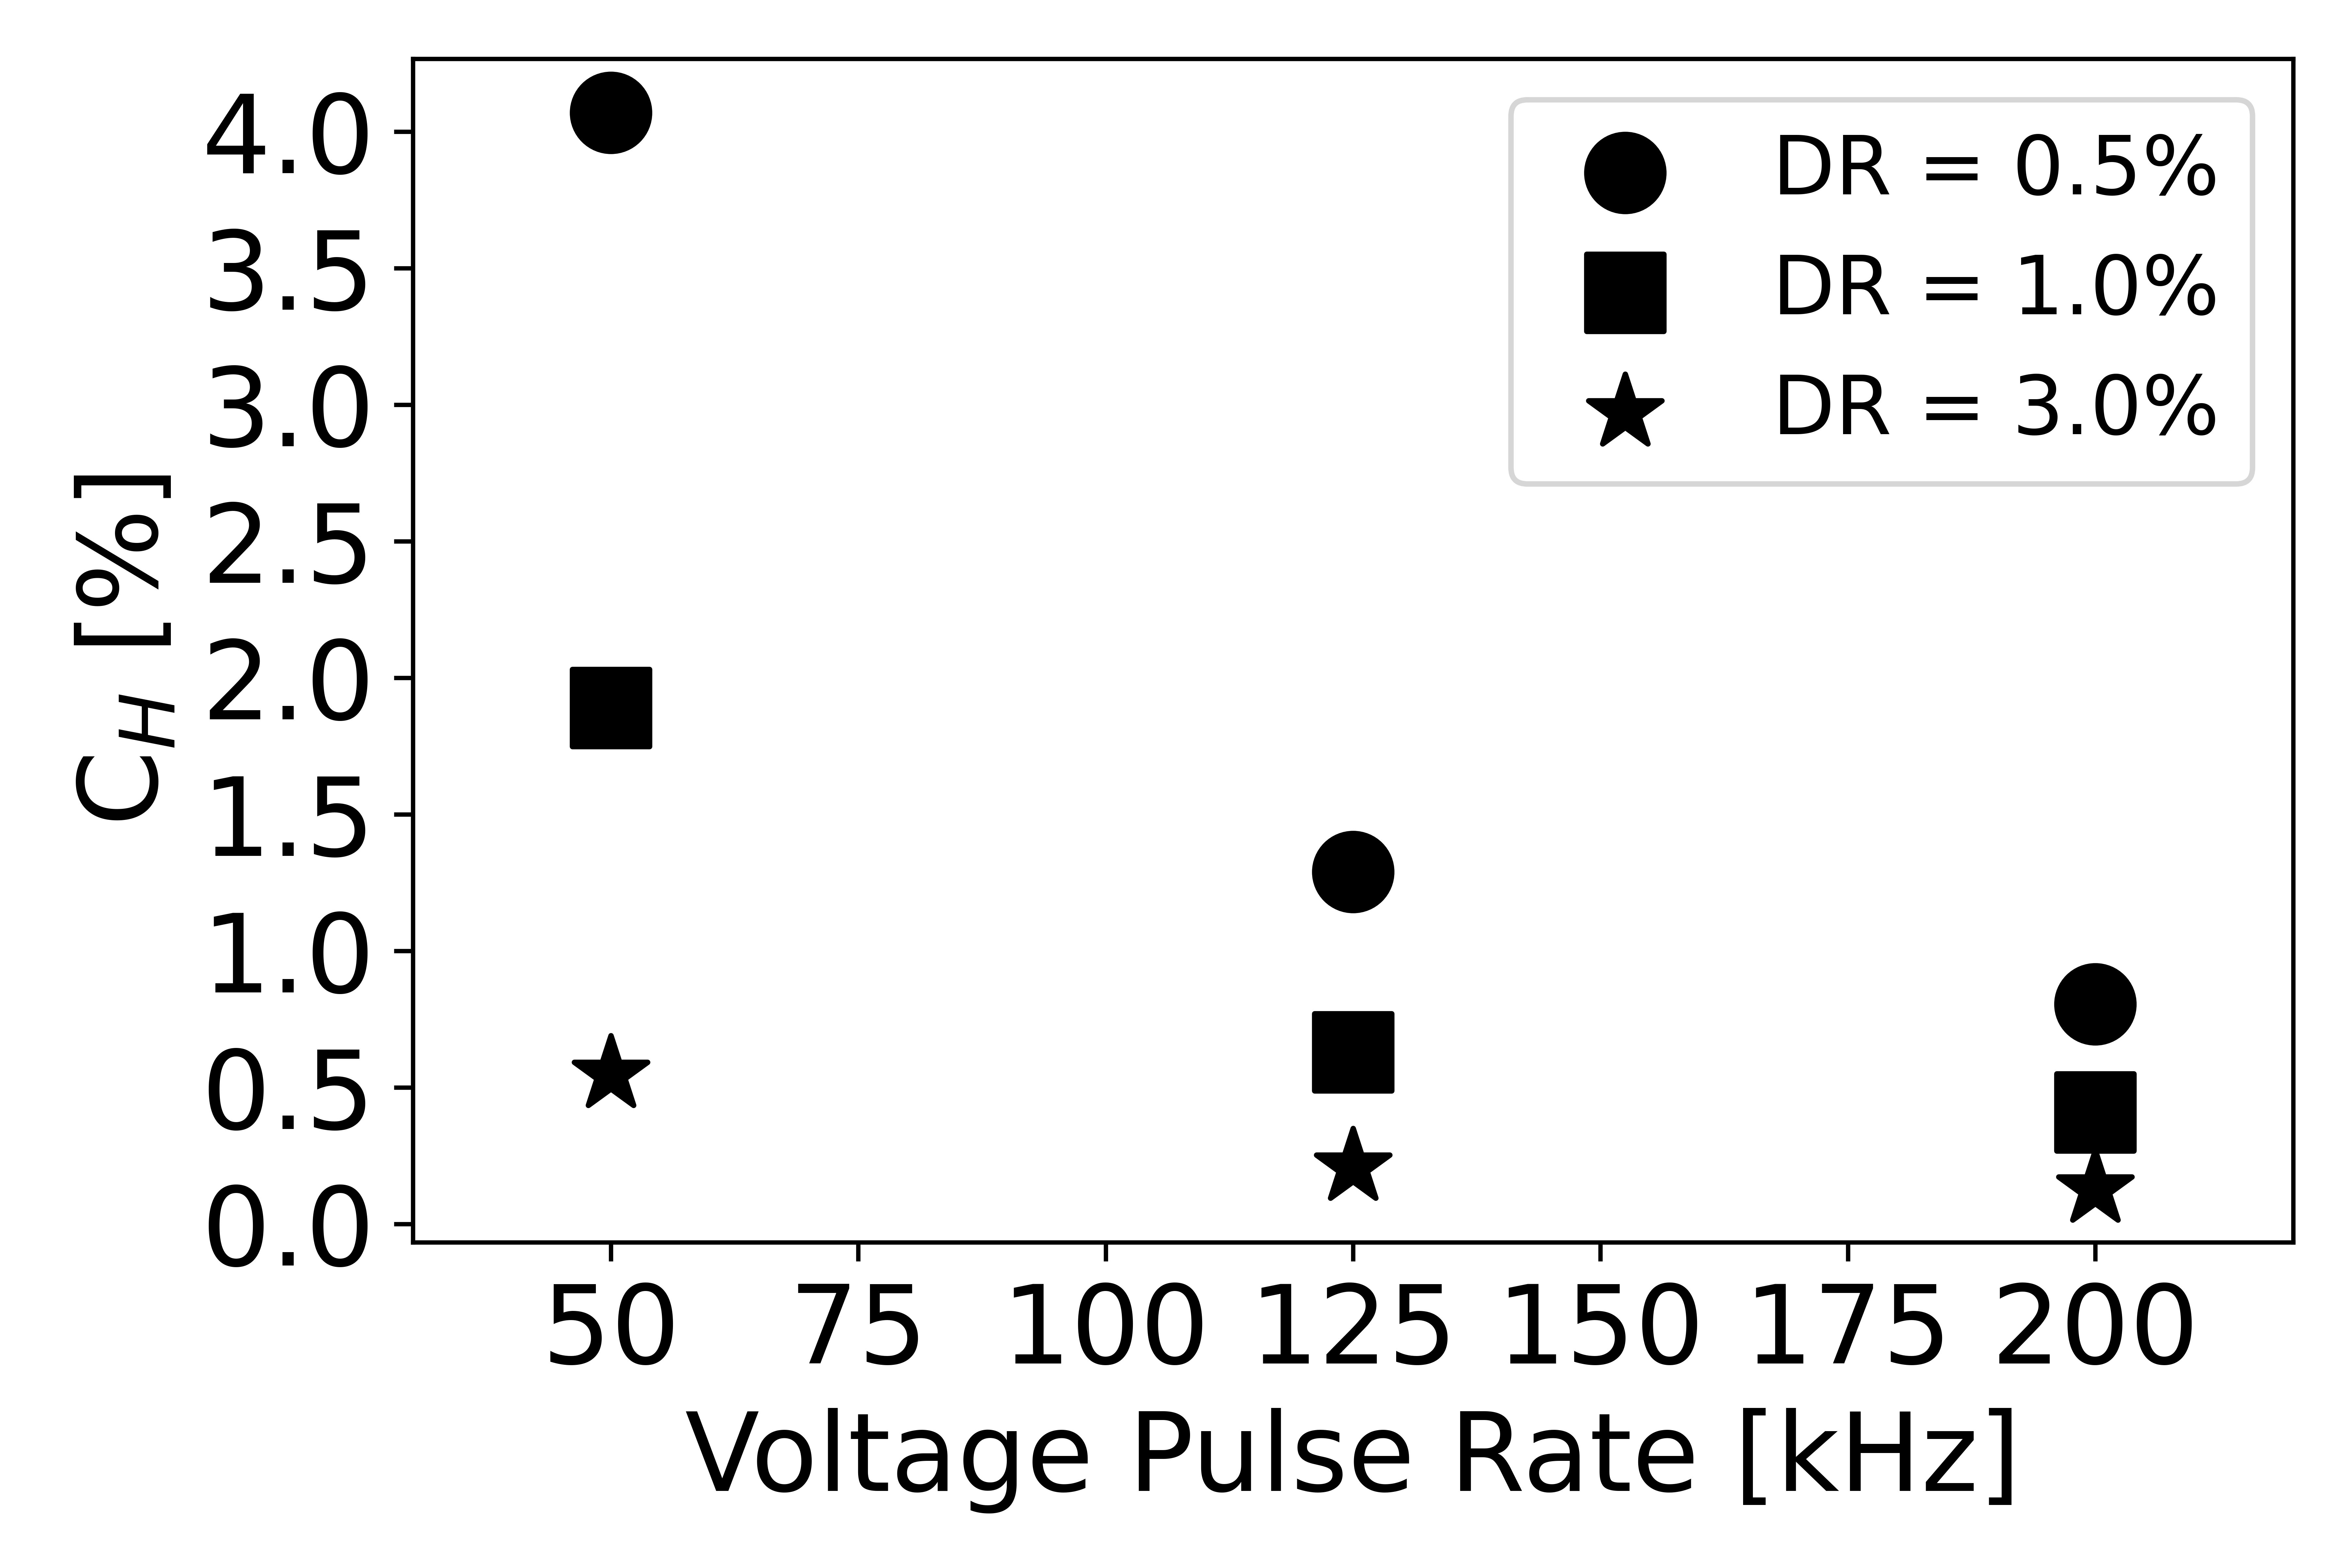 DR = 0.5%
DR = 1.0%
DR = 3.0%
4.0
3.5
3.0
2.5
2.0
1.5
1.0
0.5
0.0
C_H [%]
50 75 100 125 150 175 200
Voltage Pulse Rate [kHz]